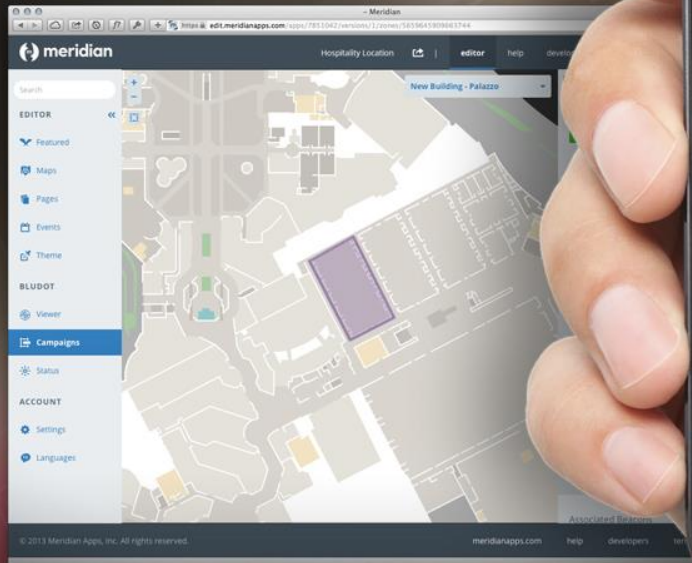 – Meridian
https edit.meridianapps.com/apps/7851042/versions/1/zones/5659645909663744
meridian
Hospitality Location
editor
help
Search
New Building - Palazzo
EDITOR
Featured
Maps
Pages
Events
Theme
BLUDOT
Viewer
Campaigns
Status
ACCOUNT
Settings
Languages
Associated Beacons
© 2013 Meridian Apps, Inc. All rights reserved.
meridianapps.com
help
developers